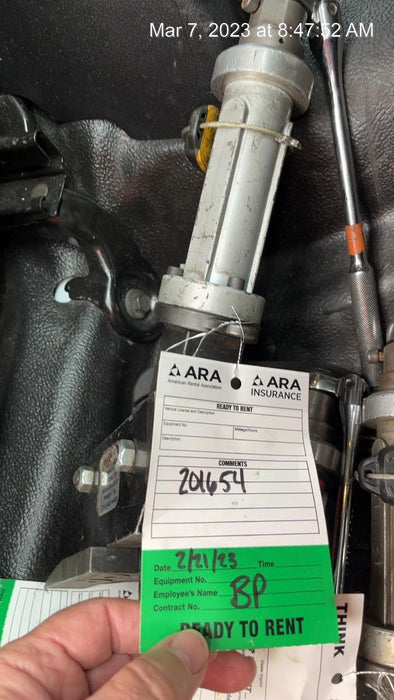 Mar 7, 2023 at 8:47:52 AM
ARA
American Rental Association
ARA
INSURANCE
READY TO RENT
Vehicle License and Description
Equipment No.
Mileage/Hours
Description
COMMENTS
201654
Date 2/21/23 Time
Equipment No.
Employee's Name BP
Contract No.
READY TO RENT
THINK